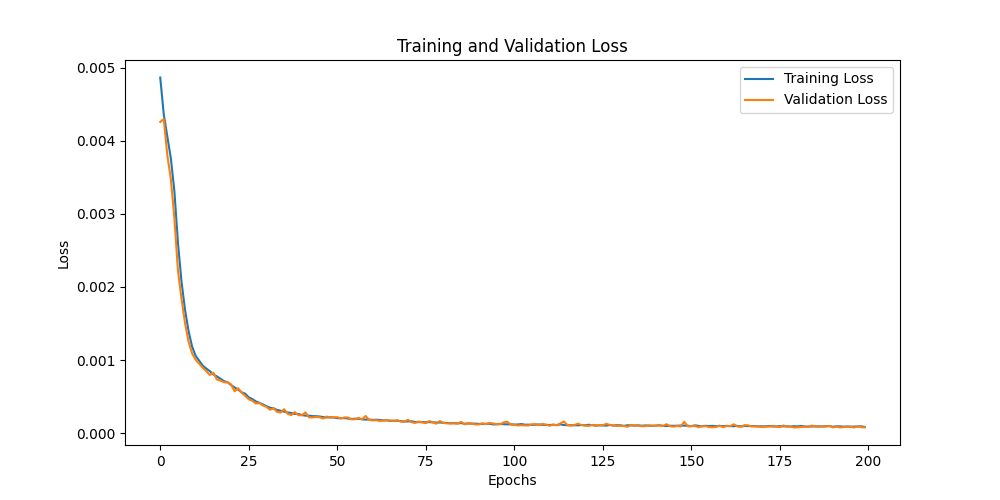 Training and Validation Loss
Training Loss
Validation Loss
Loss
0.005
0.004
0.003
0.002
0.001
0.000
0 25 50 75 100 125 150 175 200
Epochs